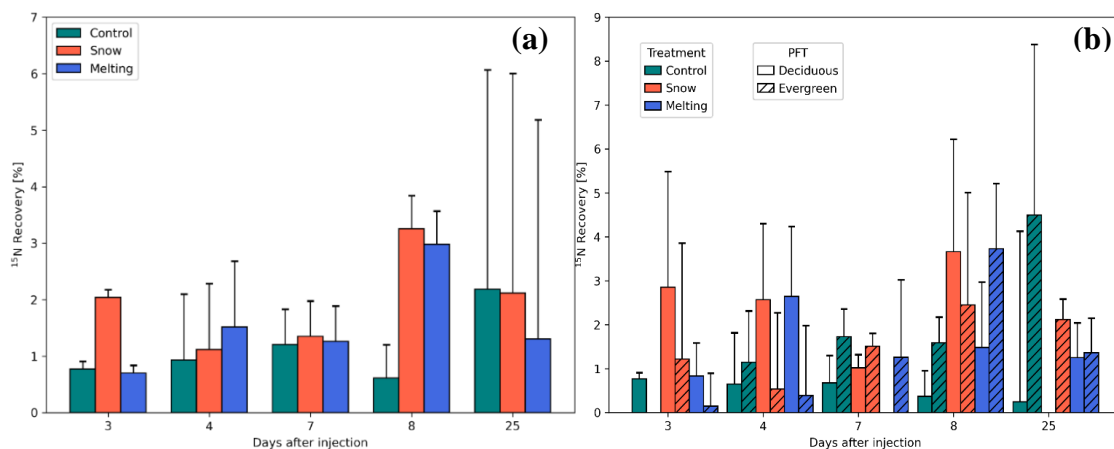 (a)
Control
Snow
Melting
7
6
5
4
3
2
1
0
¹⁵N Recovery [%]
3 4 7 8 25
Days after injection
(b)
Treatment
Control
Snow
Melting
PFT
Deciduous
Evergreen
9
8
7
6
5
4
3
2
1
0
¹⁵N Recovery [%]
3 4 7 8 25
Days after injection